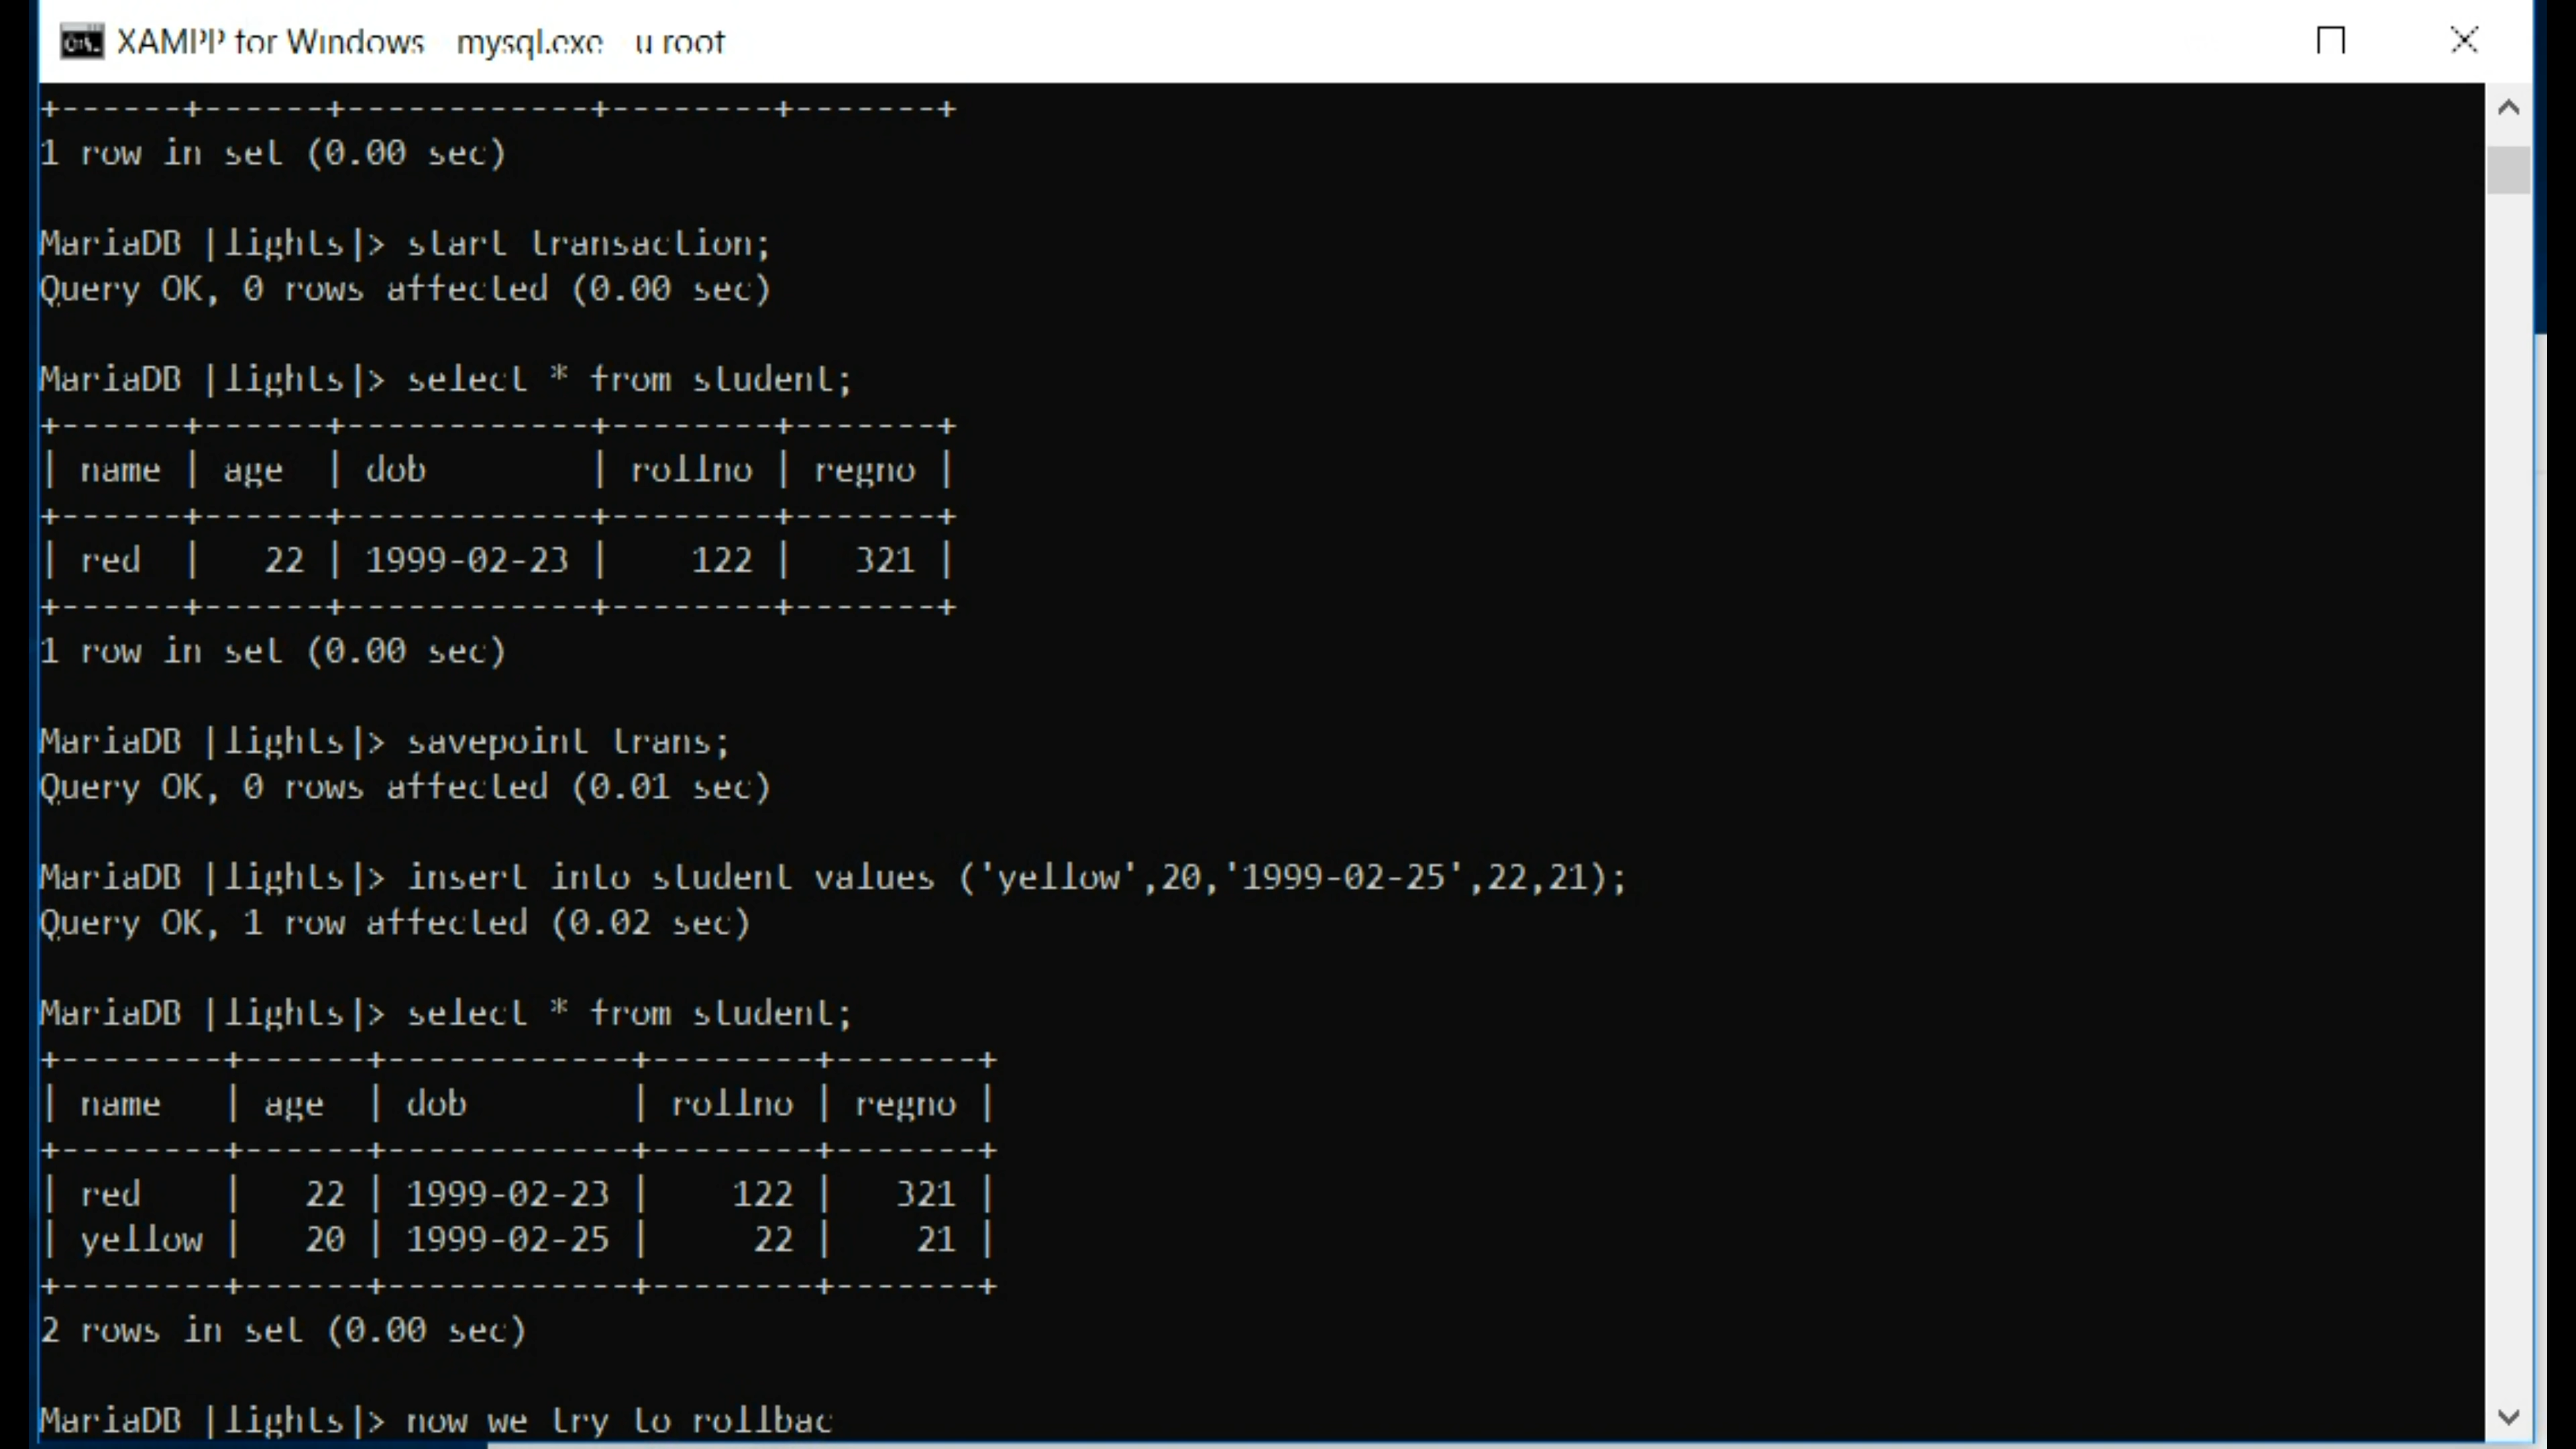 XAMPP for Windows - mysql.exe -u root
+------+------+------------+--------+-------+
1 row in set (0.00 sec)
MariaDB [lights]> start transaction;
Query OK, 0 rows affected (0.00 sec)
MariaDB [lights]> select * from student;
+------+------+------------+--------+-------+
| name | age  | dob        | rollno | regno |
+------+------+------------+--------+-------+
| red  |   22 | 1999-02-23 |    122 |   321 |
+------+------+------------+--------+-------+
1 row in set (0.00 sec)
MariaDB [lights]> savepoint trans;
Query OK, 0 rows affected (0.01 sec)
MariaDB [lights]> insert into student values ('yellow',20,'1999-02-25',22,21);
Query OK, 1 row affected (0.02 sec)
MariaDB [lights]> select * from student;
+--------+------+------------+--------+-------+
| name   | age  | dob        | rollno | regno |
+--------+------+------------+--------+-------+
| red    |   22 | 1999-02-23 |    122 |   321 |
| yellow |   20 | 1999-02-25 |     22 |    21 |
+--------+------+------------+--------+-------+
2 rows in set (0.00 sec)
MariaDB [lights]> now we try to rollbac